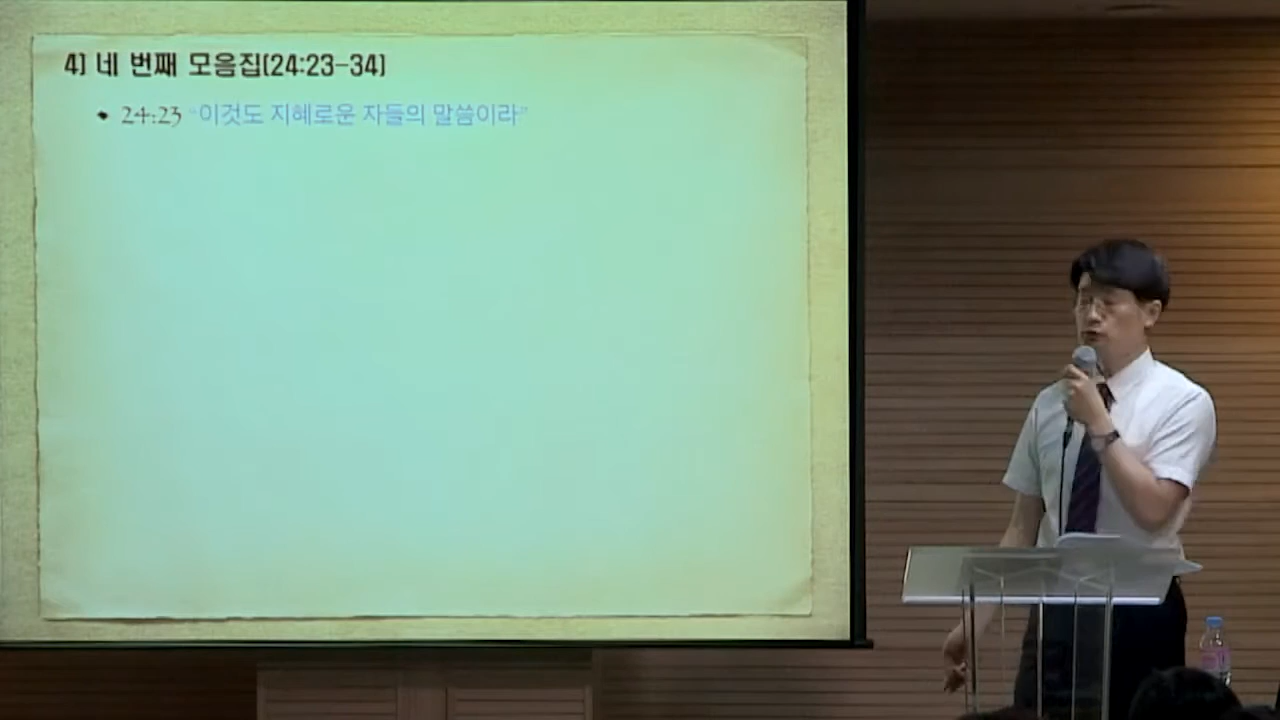 4) 네 번째 모음집(24:23-34)
24:23 “이것도 지혜로운 자들의 말씀이라”